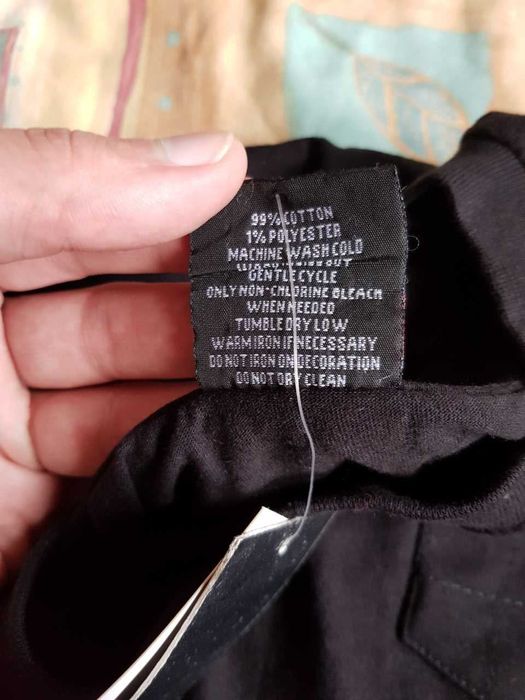 99% COTTON
1% POLYESTER
MACHINE WASH COLD
GENTLE CYCLE
ONLY NON-CHLORINE BLEACH
WHEN NEEDED
TUMBLE DRY LOW
WARM IRON IF NECESSARY
DO NOT IRON ON DECORATION
DO NOT DRY CLEAN